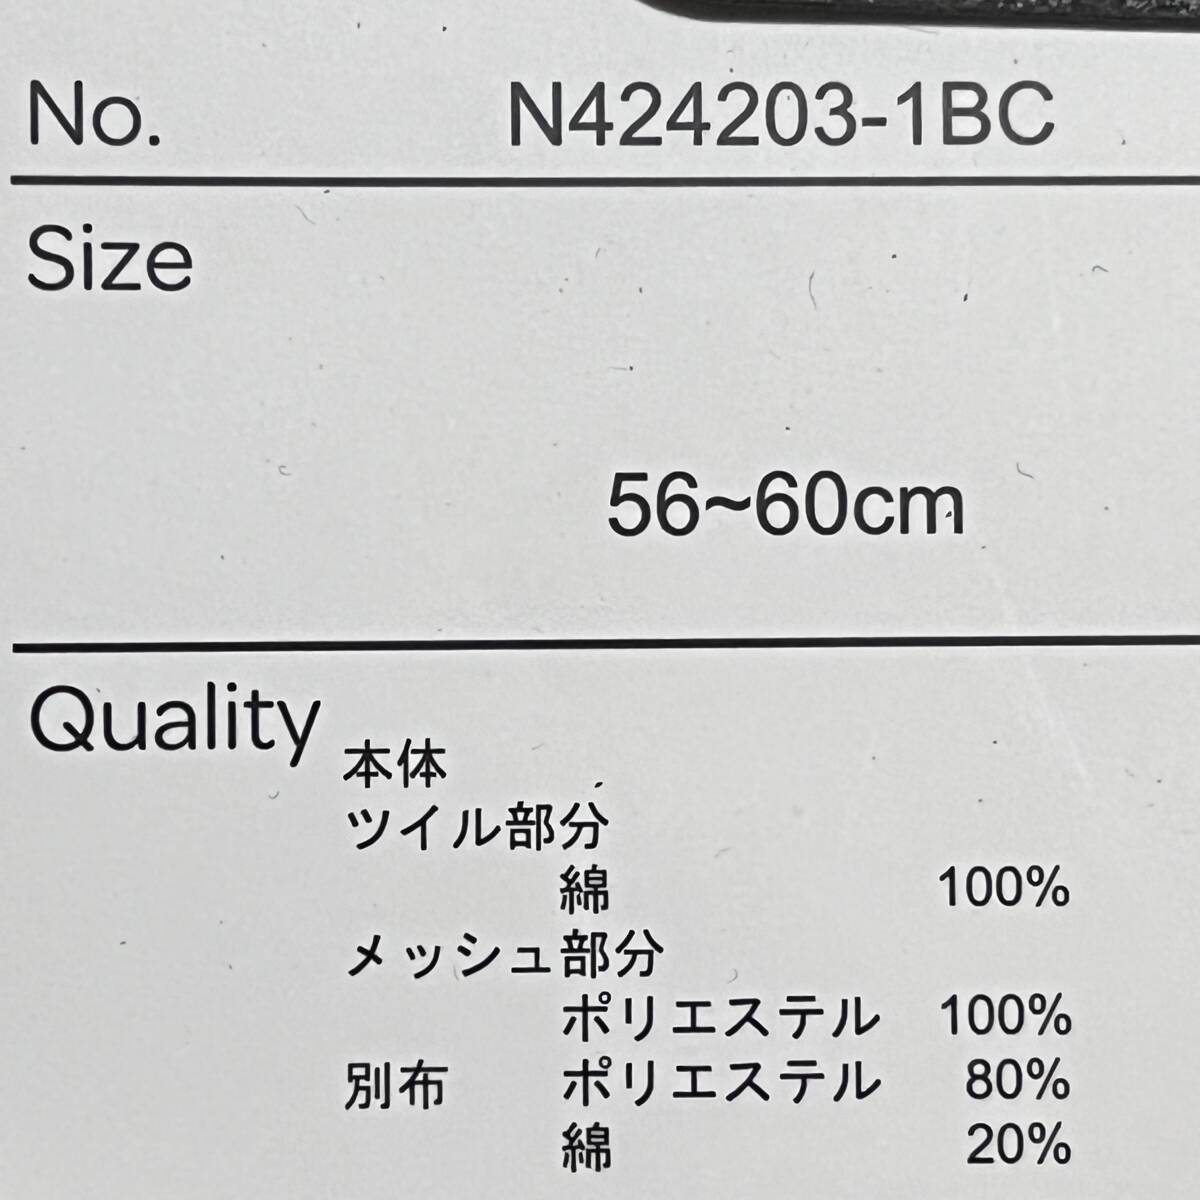 No. N424203-1BC
Size
56~60cm
Quality
本体
ツイル部分
綿 100%
メッシュ部分
ポリエステル 100%
別布 ポリエステル 80%
綿 20%